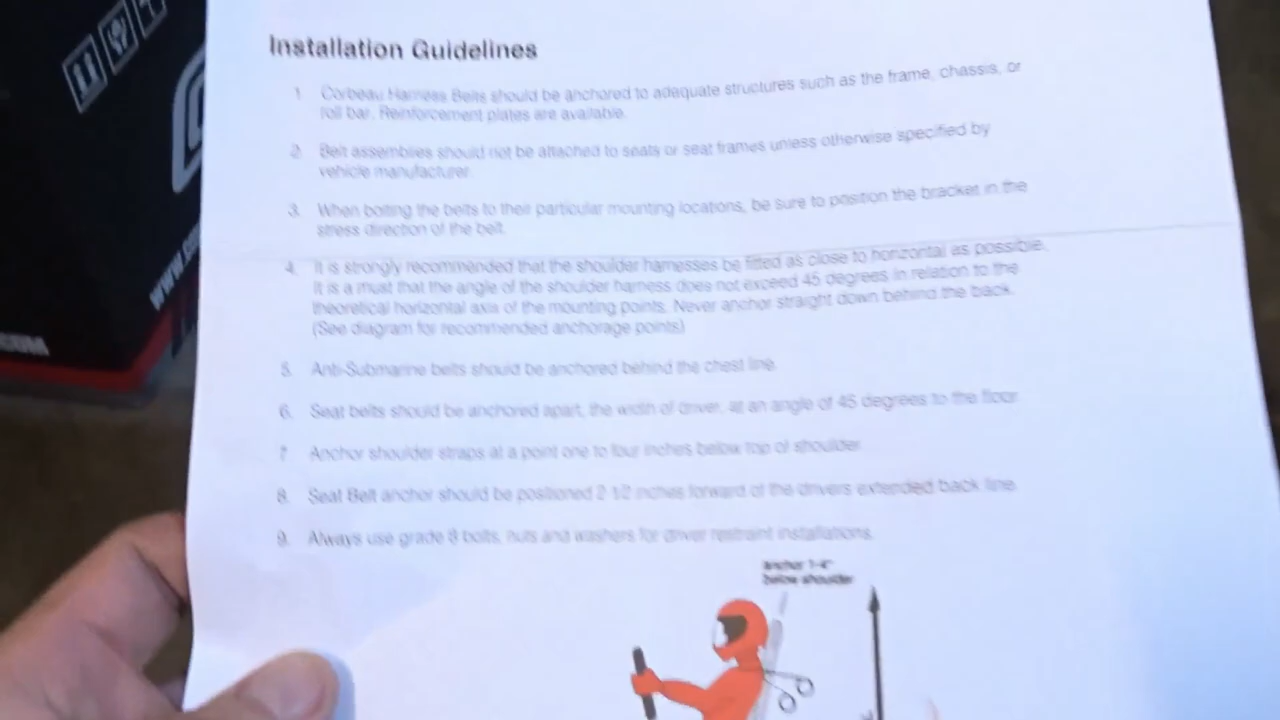 Installation Guidelines
1. Corbeau Harness Belts should be anchored to adequate structures such as the frame, chassis, or
roll bar. Reinforcement plates are available.
2. Belt assemblies should not be attached to seats or seat frames unless otherwise specified by
vehicle manufacturer.
3. When bolting the belts to their particular mounting locations, be sure to position the bracket in the
stress direction of the belt.
4. It is strongly recommended that the shoulder harnesses be fitted as close to horizontal as possible.
It is a must that the angle of the shoulder harness does not exceed 45 degrees in relation to the
theoretical horizontal axis of the mounting points. Never anchor straight down behind the back.
(See diagram for recommended anchorage points)
5. Anti-Submarine belts should be anchored behind the chest line.
6. Seat belts should be anchored apart, the width of driver, at an angle of 45 degrees to the floor.
7. Anchor shoulder straps at a point one to four inches below top of shoulder.
8. Seat Belt anchor should be positioned 2 1/2 inches forward of the drivers extended back line.
9. Always use grade 8 bolts, nuts and washers for driver restraint installations.
anchor 1-4"
below shoulder
www.
.COM